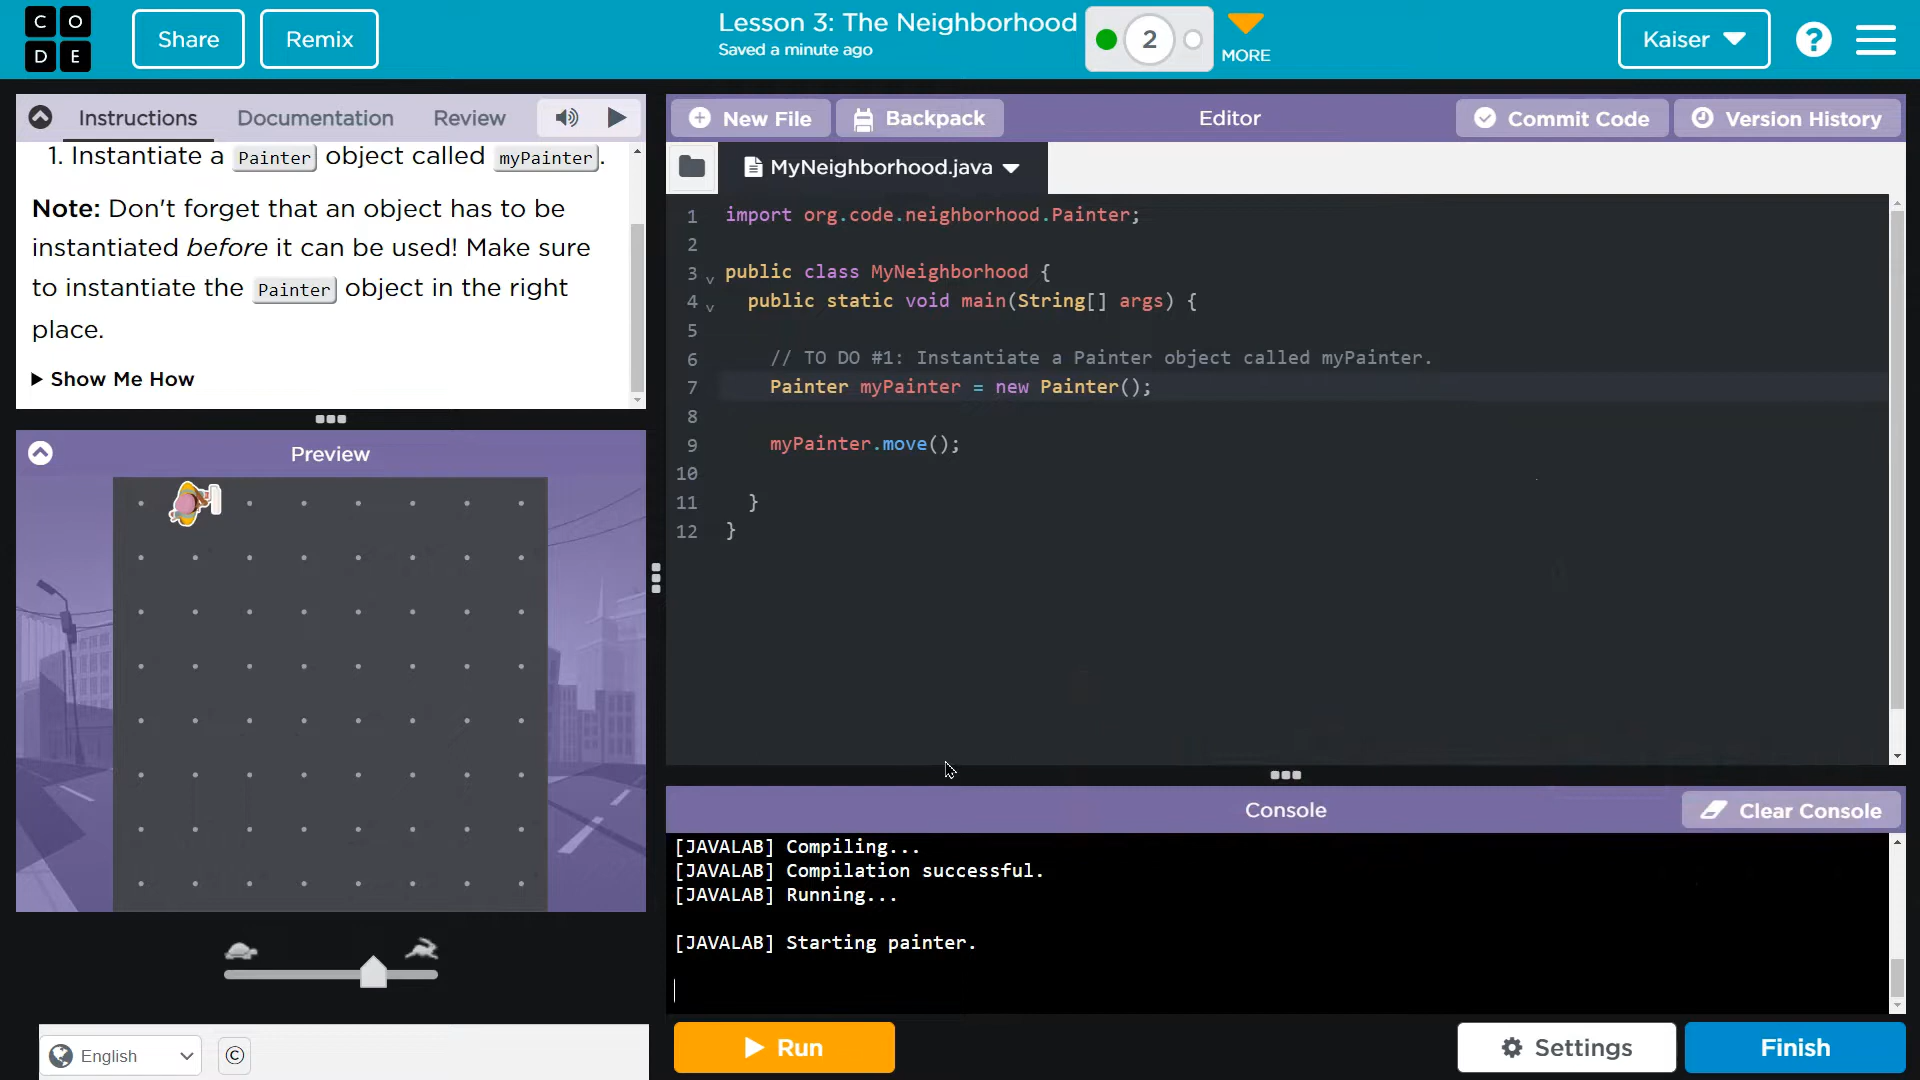 CODE
Share
Remix
Lesson 3: The Neighborhood
Saved a minute ago
2
MORE
Kaiser
?
Instructions
Documentation
Review
1. Instantiate a Painter object called myPainter.
Note: Don't forget that an object has to be
instantiated before it can be used! Make sure
to instantiate the Painter object in the right
place.
Show Me How
Preview
English
©
New File
Backpack
Editor
Commit Code
Version History
MyNeighborhood.java
1 import org.code.neighborhood.Painter;
2
3 public class MyNeighborhood {
4 public static void main(String[] args) {
5
6 // TO DO #1: Instantiate a Painter object called myPainter.
7 Painter myPainter = new Painter();
8
9 myPainter.move();
10
11 }
12 }
Console
Clear Console
[JAVALAB] Compiling...
[JAVALAB] Compilation successful.
[JAVALAB] Running...
[JAVALAB] Starting painter.
Run
Settings
Finish